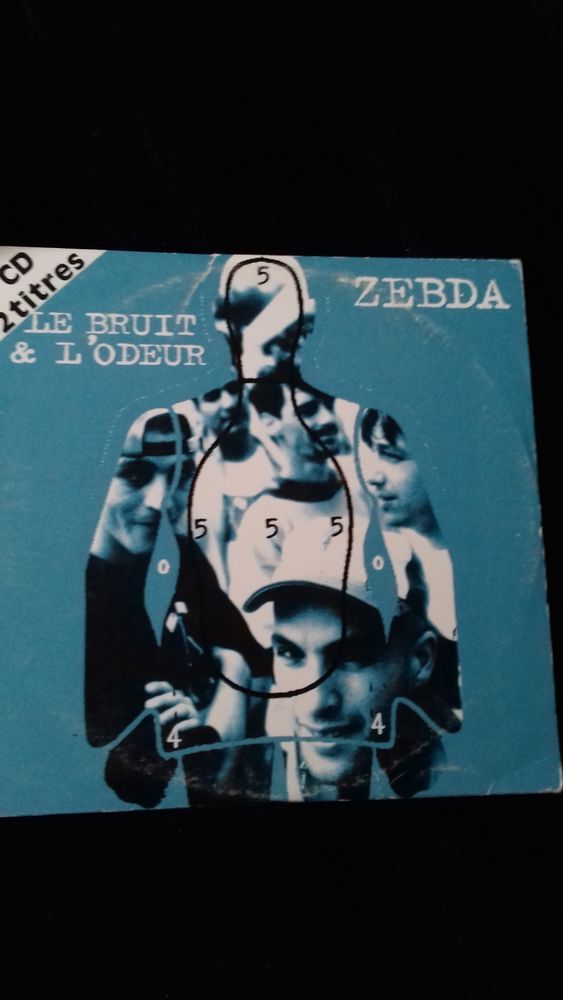 CD
2 titres
ZEBDA
LE BRUIT
& L'ODEUR
5
5 5 5
0 0
4 4